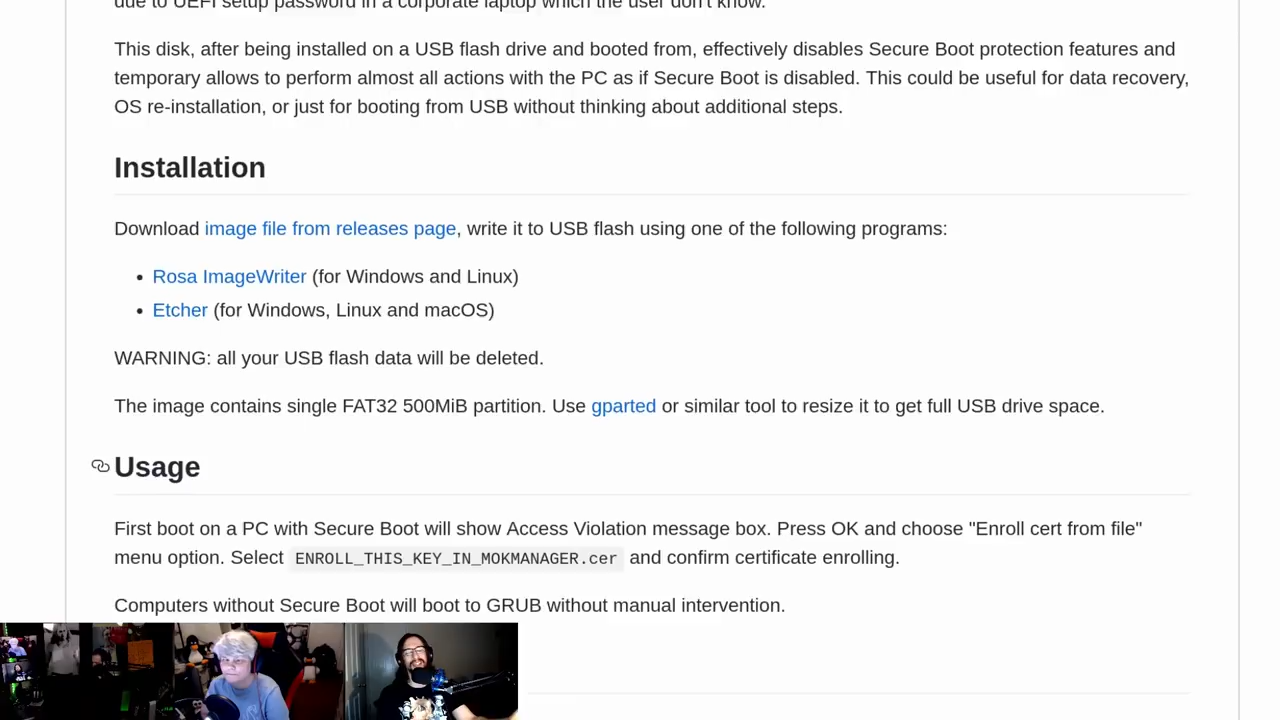 due to UEFI setup password in a corporate laptop which the user don't know.
This disk, after being installed on a USB flash drive and booted from, effectively disables Secure Boot protection features and
temporary allows to perform almost all actions with the PC as if Secure Boot is disabled. This could be useful for data recovery,
OS re-installation, or just for booting from USB without thinking about additional steps.
Installation
Download image file from releases page, write it to USB flash using one of the following programs:
• Rosa ImageWriter (for Windows and Linux)
• Etcher (for Windows, Linux and macOS)
WARNING: all your USB flash data will be deleted.
The image contains single FAT32 500MiB partition. Use gparted or similar tool to resize it to get full USB drive space.
Usage
First boot on a PC with Secure Boot will show Access Violation message box. Press OK and choose "Enroll cert from file"
menu option. Select ENROLL_THIS_KEY_IN_MOKMANAGER.cer and confirm certificate enrolling.
Computers without Secure Boot will boot to GRUB without manual intervention.